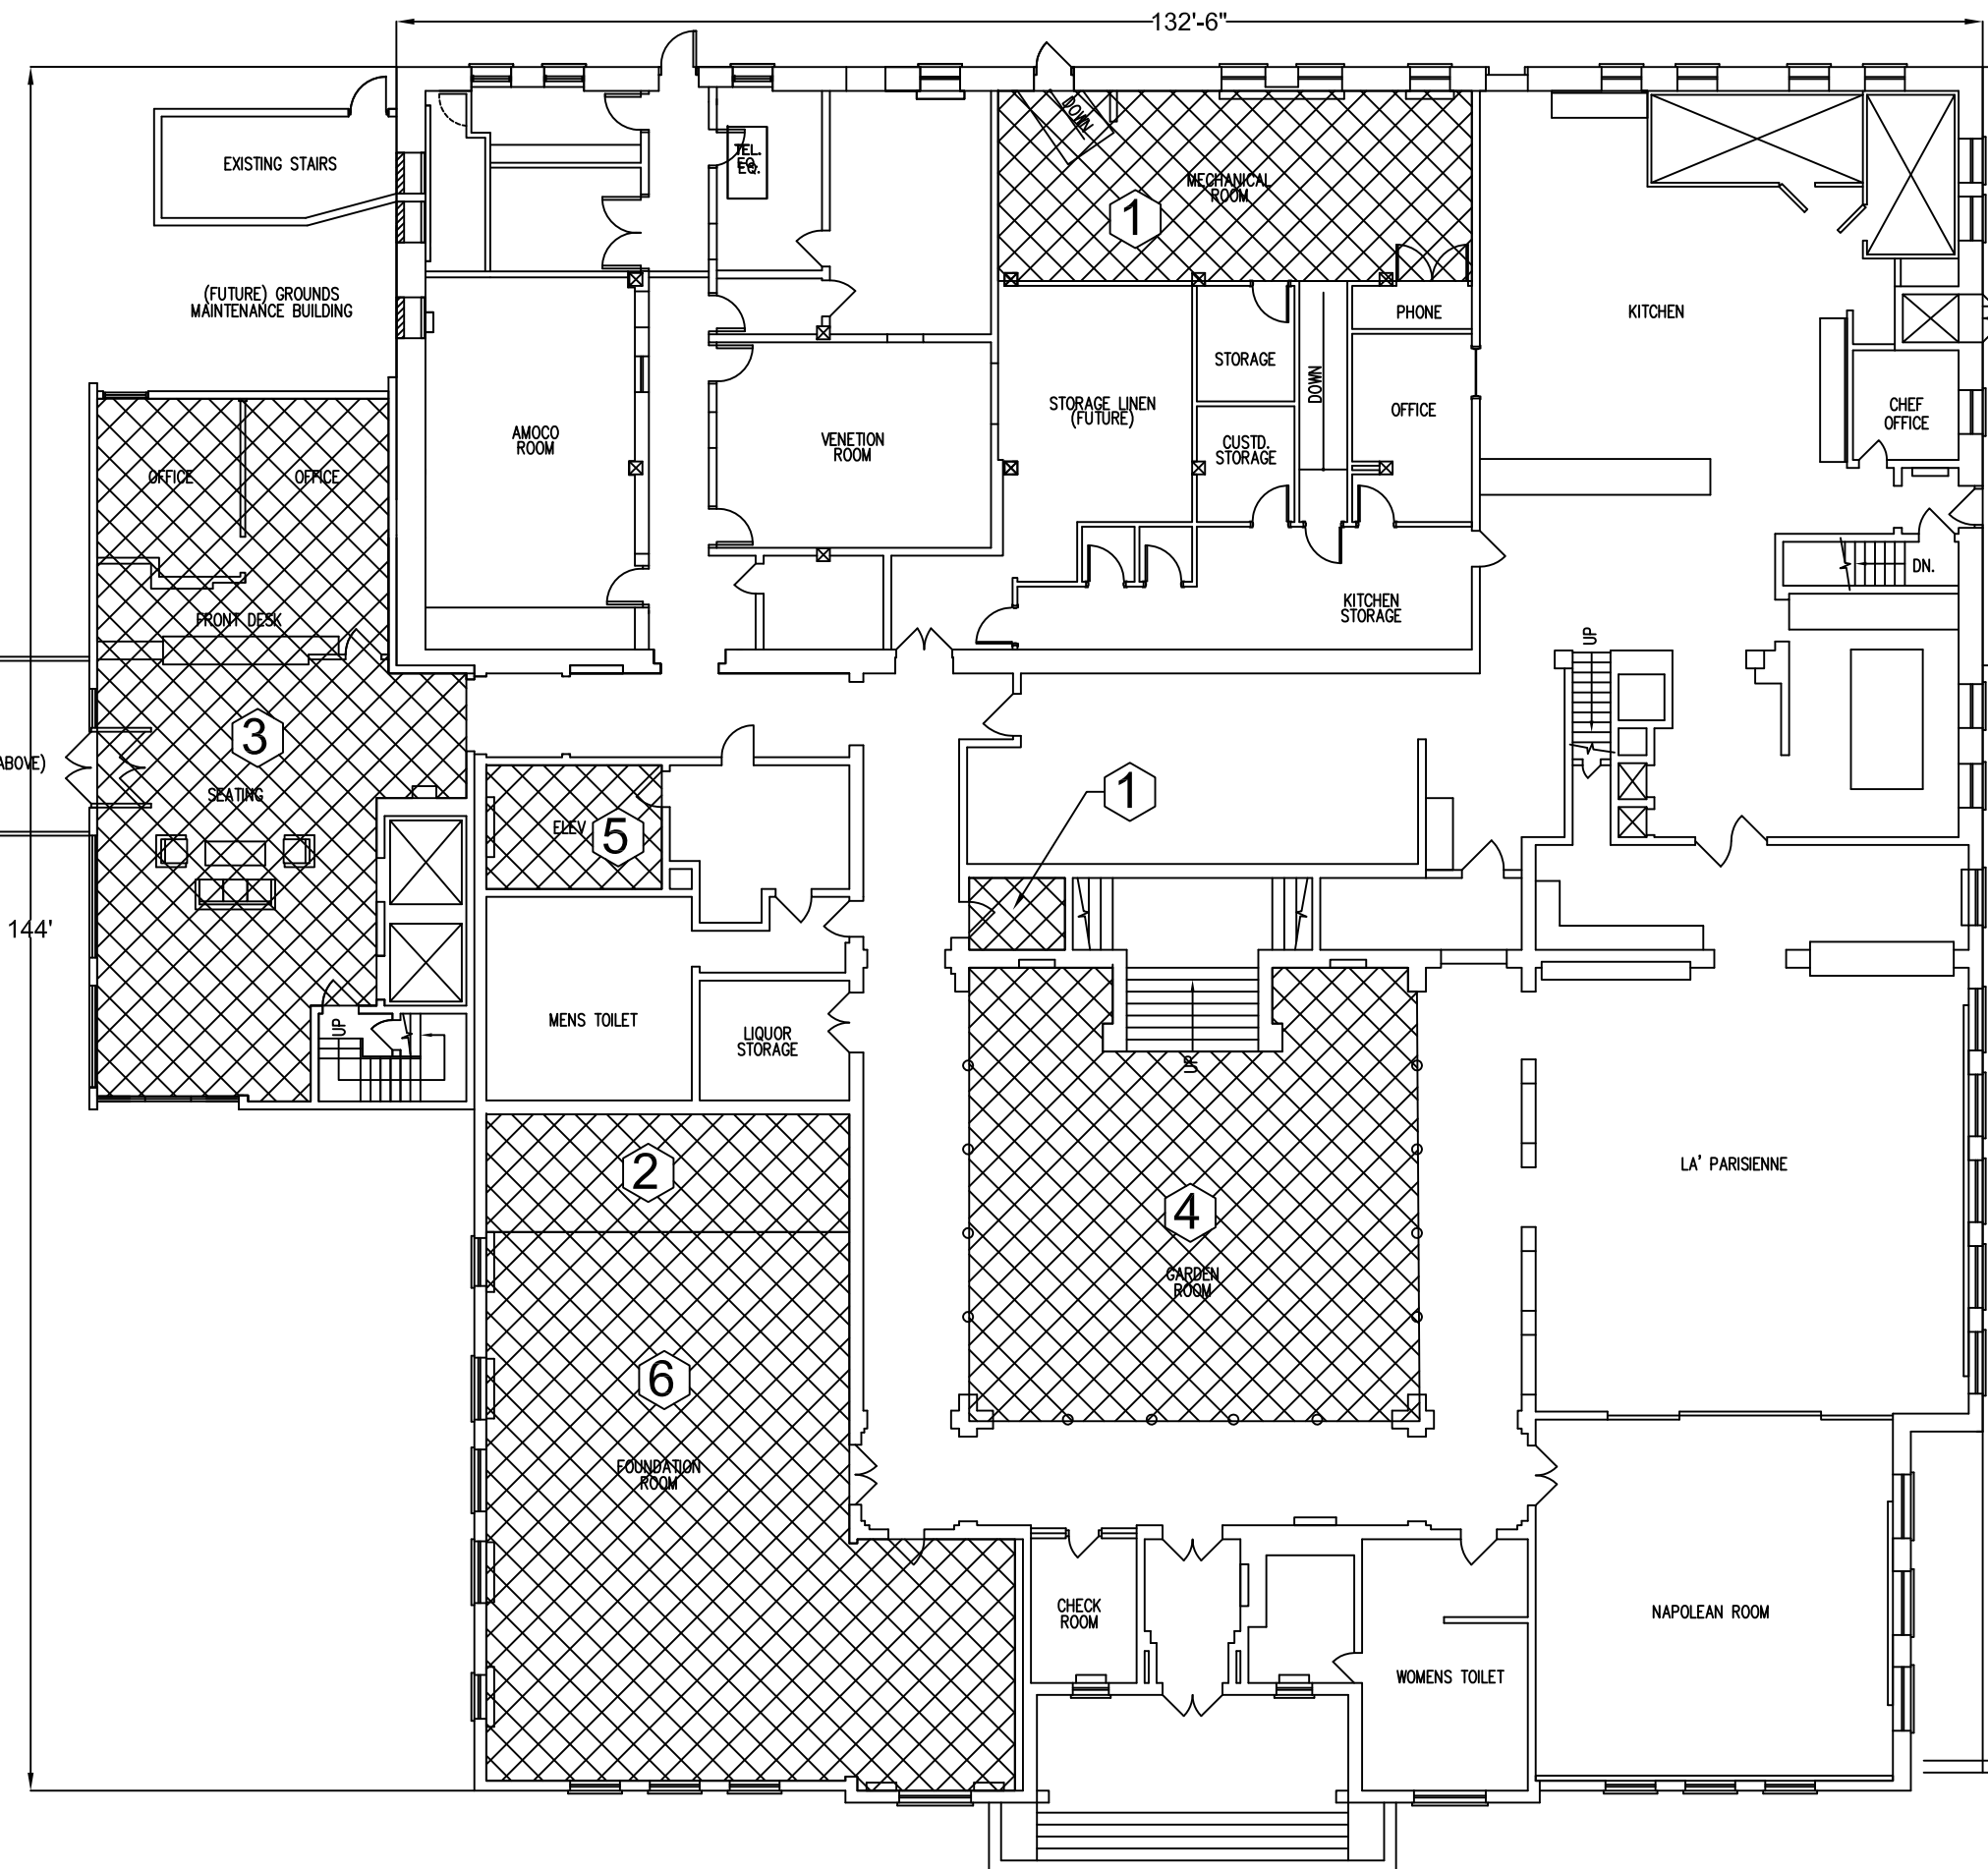 132'-6"
EXISTING STAIRS
TEL.
EQ.
DOWN
MECHANICAL
ROOM
1
(FUTURE) GROUNDS
MAINTENANCE BUILDING
PHONE
KITCHEN
STORAGE
DOWN
STORAGE LINEN
(FUTURE)
OFFICE
CHEF
OFFICE
AMOCO
ROOM
VENETION
ROOM
CUSTD.
STORAGE
OFFICE
OFFICE
DN.
FRONT DESK
KITCHEN
STORAGE
UP
3
ABOVE)
SEATING
1
ELEV
5
144'
MENS TOILET
LIQUOR
STORAGE
UP
UP
2
LA' PARISIENNE
4
GARDEN
ROOM
6
FOUNDATION
ROOM
CHECK
ROOM
NAPOLEAN ROOM
WOMENS TOILET